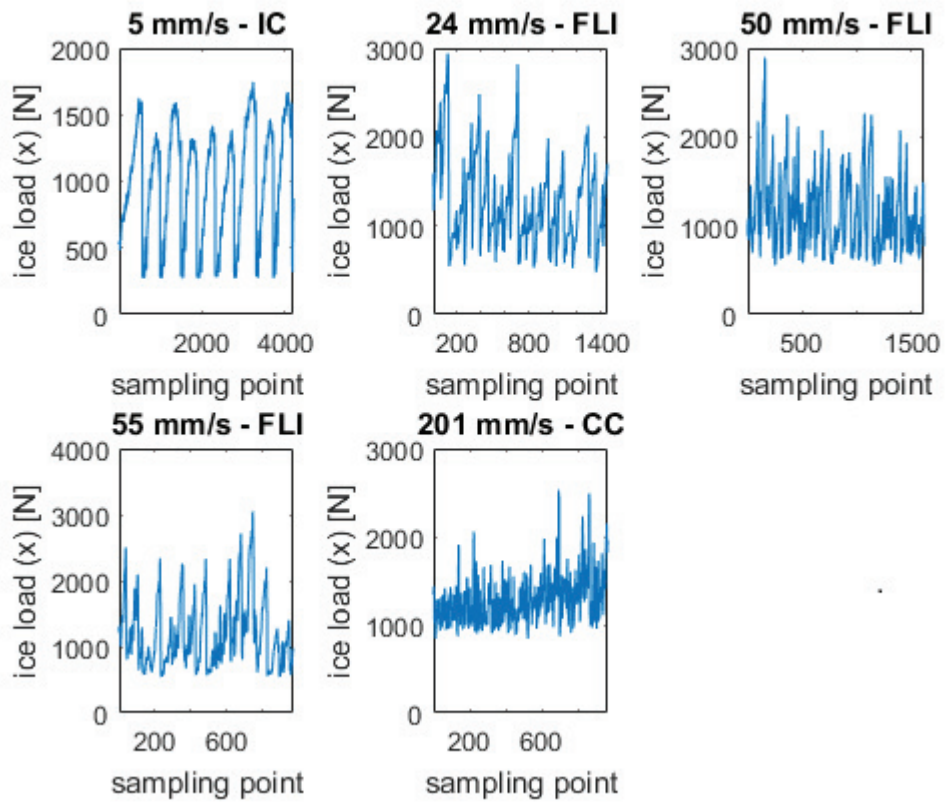 5 mm/s - IC
ice load (x) [N]
2000
1500
1000
500
0
2000 4000
sampling point
24 mm/s - FLI
ice load (x) [N]
3000
2000
1000
0
200 800 1400
sampling point
50 mm/s - FLI
ice load (x) [N]
3000
2000
1000
0
500 1500
sampling point
55 mm/s - FLI
ice load (x) [N]
4000
3000
2000
1000
0
200 600
sampling point
201 mm/s - CC
ice load (x) [N]
3000
2000
1000
0
200 600
sampling point